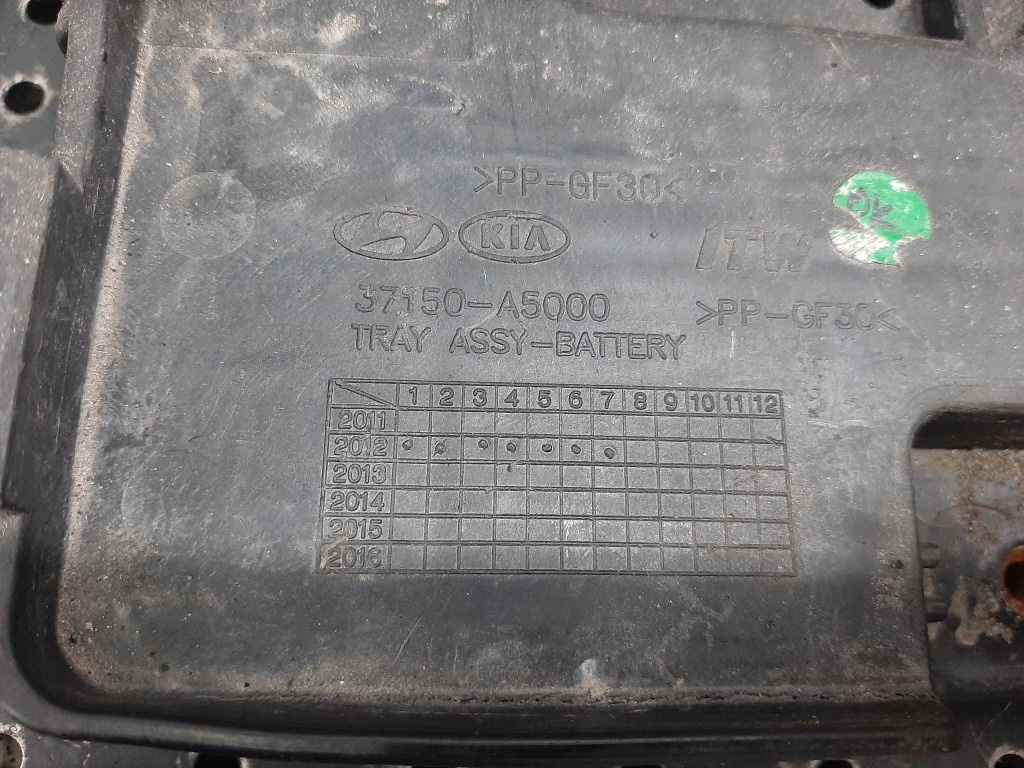 >PP-GF30<
KIA
ITW
OK
37150-A5000
>PP-GF30<
TRAY ASSY-BATTERY
1 2 3 4 5 6 7 8 9 10 11 12
2011
2012
2013
2014
2015
2016